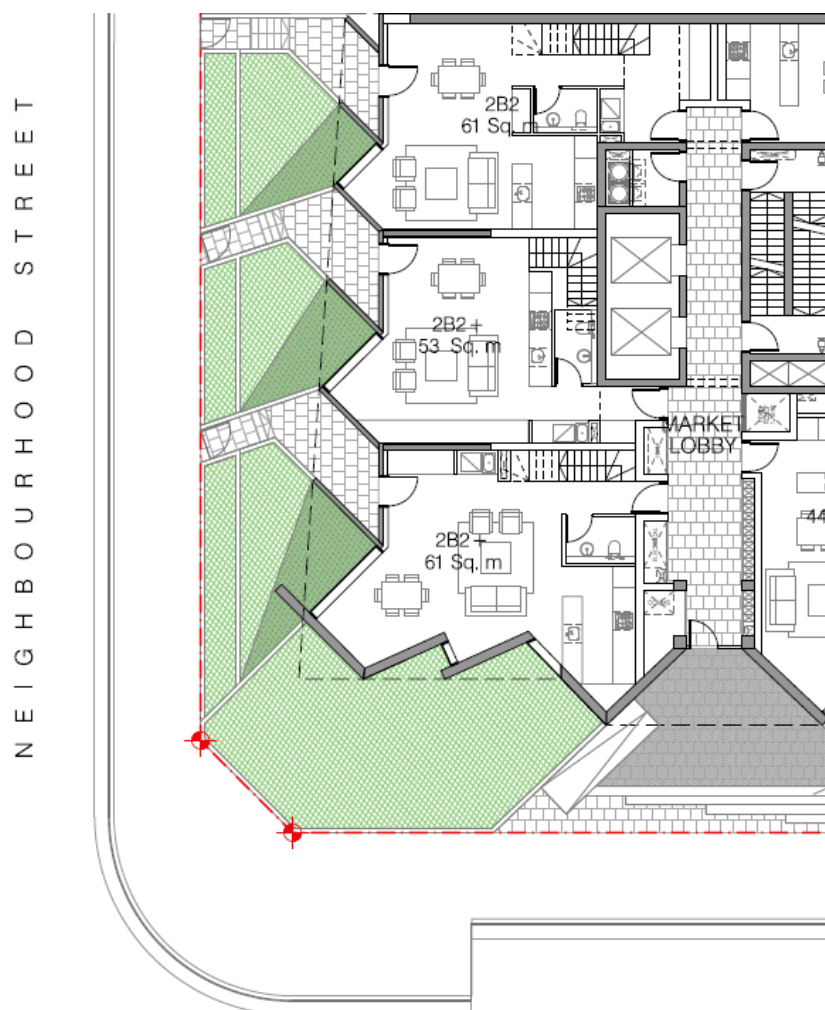 NEIGHBOURHOOD STREET
2B2
61 Sq. m
2B2+
53 Sq. m
MARKET
LOBBY
2B2+
61 Sq. m
44